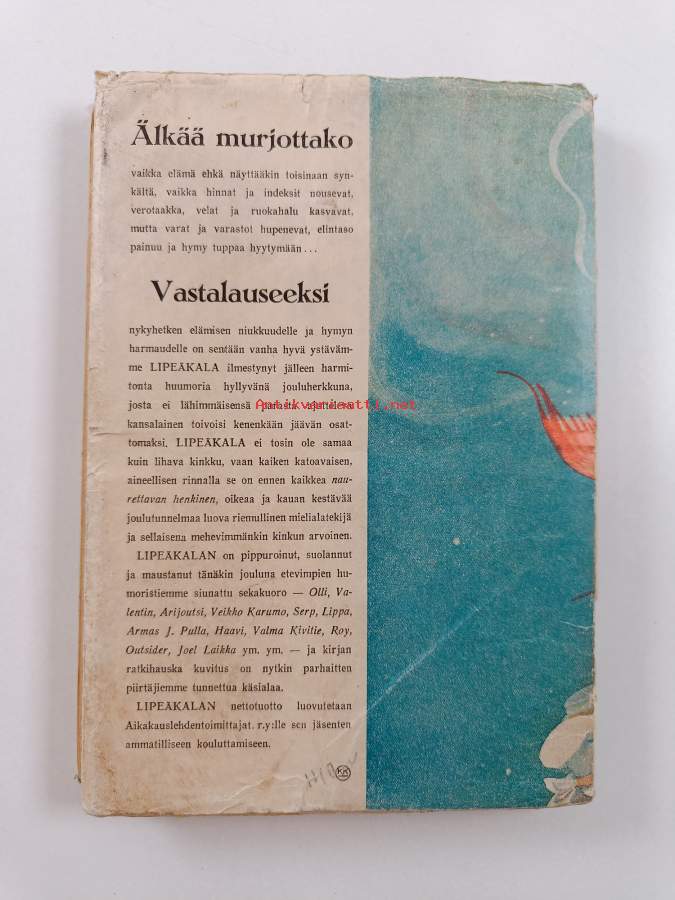 Älkää murjottako
vaikka elämä ehkä näyttääkin toisinaan syn-
kältä, vaikka hinnat ja indeksit nousevat,
verotaakka, velat ja ruokahalu kasvavat,
mutta varat ja varastot hupenevat, elintaso
painuu ja hymy tuppaa hyytymään...
Vastalauseeksi
nykyhetken elämisen niukkuudelle ja hymyn
harmaudelle on sentään vanha hyvä ystäväm-
me LIPEÄKALA ilmestynyt jälleen harmi-
tonta huumoria hyllyvänä jouluherkkuna,
josta ei lähimmäisensä parasta ajatteleva
Antikvariaatti.net
kansalainen toivoisi kenenkään jäävän osat-
tomaksi. LIPEÄKALA ei tosin ole samaa
kuin lihava kinkku, vaan kaiken katoavaisen,
aineellisen rinnalla se on ennen kaikkea nau-
rettavan henkinen, oikeaa ja kauan kestävää
joulutunnelmaa luova riemullinen mielialatekijä
ja sellaisena mehevimmänkin kinkun arvoinen.
LIPEÄKALAN on pippuroinut, suolannut
ja maustanut tänäkin jouluna etevimpien hu-
moristiemme siunattu sekakuoro — Olli, Va-
lentin, Arijoutsi, Veikko Karumo, Serp, Lippa,
Armas J. Pulla, Haavi, Valma Kivitie, Roy,
Outsider, Joel Laikka ym. ym. — ja kirjan
ratkihauska kuvitus on nytkin parhaitten
piirtäjiemme tunnettua käsialaa.
LIPEÄKALAN nettotuotto luovutetaan
Aikakauslehdentoimittajat. r.y:lle sen jäsenten
ammatilliseen kouluttamiseen.
KK